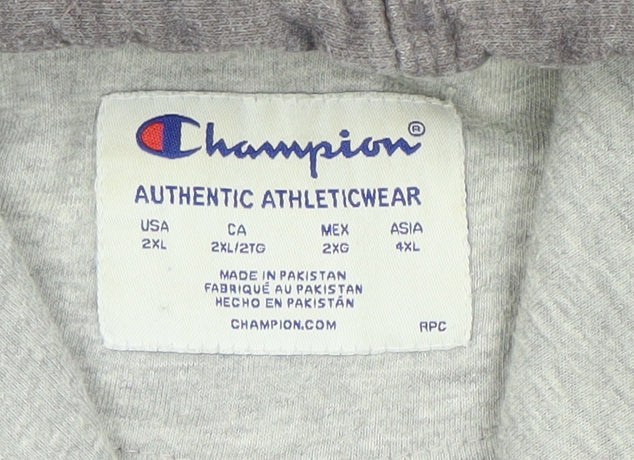 Champion®
AUTHENTIC ATHLETICWEAR
USA CA MEX ASIA
2XL 2XL/2TG 2XG 4XL
MADE IN PAKISTAN
FABRIQUÉ AU PAKISTAN
HECHO EN PAKISTÁN
CHAMPION.COM RPC